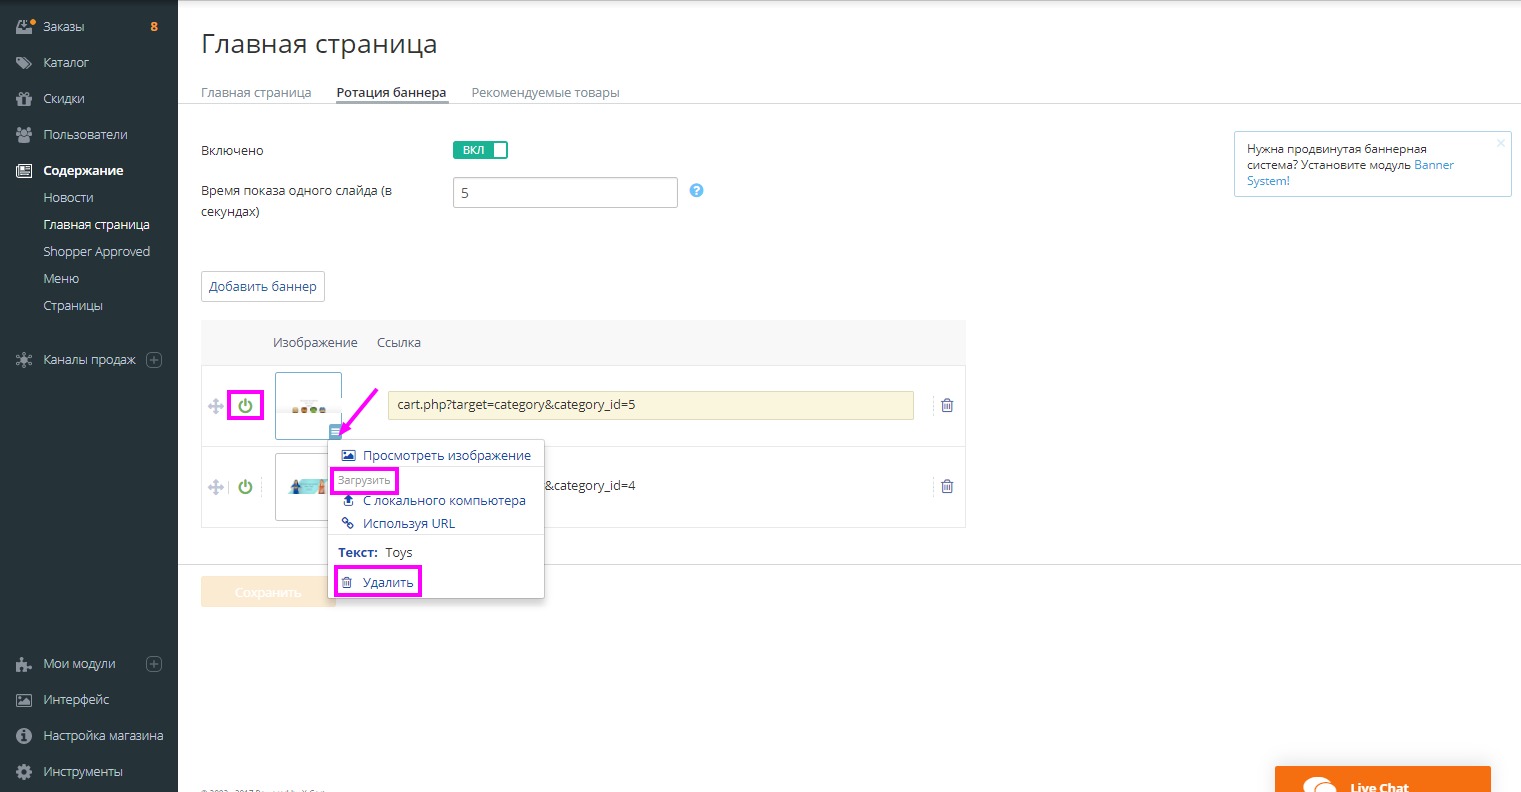 Заказы
8
Каталог
Скидки
Пользователи
Содержание
Новости
Главная страница
Shopper Approved
Меню
Страницы
Каналы продаж
Мои модули
Интерфейс
Настройка магазина
Инструменты
Главная страница
Главная страница
Ротация баннера
Рекомендуемые товары
Включено
ВКЛ
Время показа одного слайда (в
секундах)
5
?
Нужна продвинутая баннерная
система? Установите модуль Banner
System!
Добавить баннер
Изображение
Ссылка
cart.php?target=category&category_id=5
Просмотреть изображение
Загрузить
&category_id=4
С локального компьютера
Используя URL
Текст: Toys
Удалить
Сохранить
Live Chat